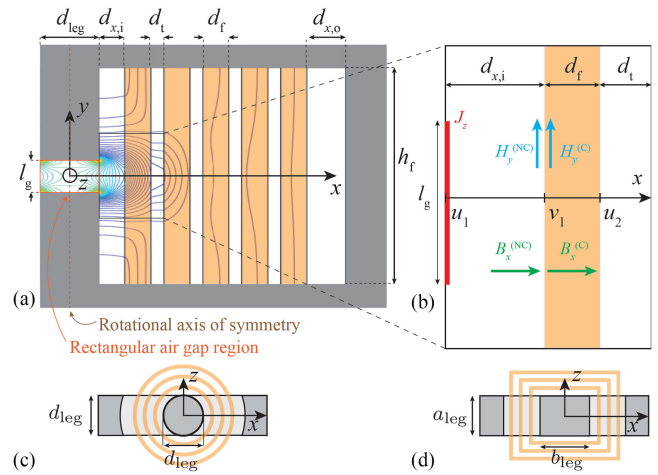 (a)
d_leg d_x,i d_t d_f d_x,o
y
l_g
z
x
h_f
Rotational axis of symmetry
Rectangular air gap region
(b)
d_x,i d_f d_t
J_z
H_y^(NC) H_y^(C)
l_g
u_1 v_1 u_2
x
B_x^(NC) B_x^(C)
(c)
d_leg
z
x
d_leg
(d)
a_leg
z
x
b_leg